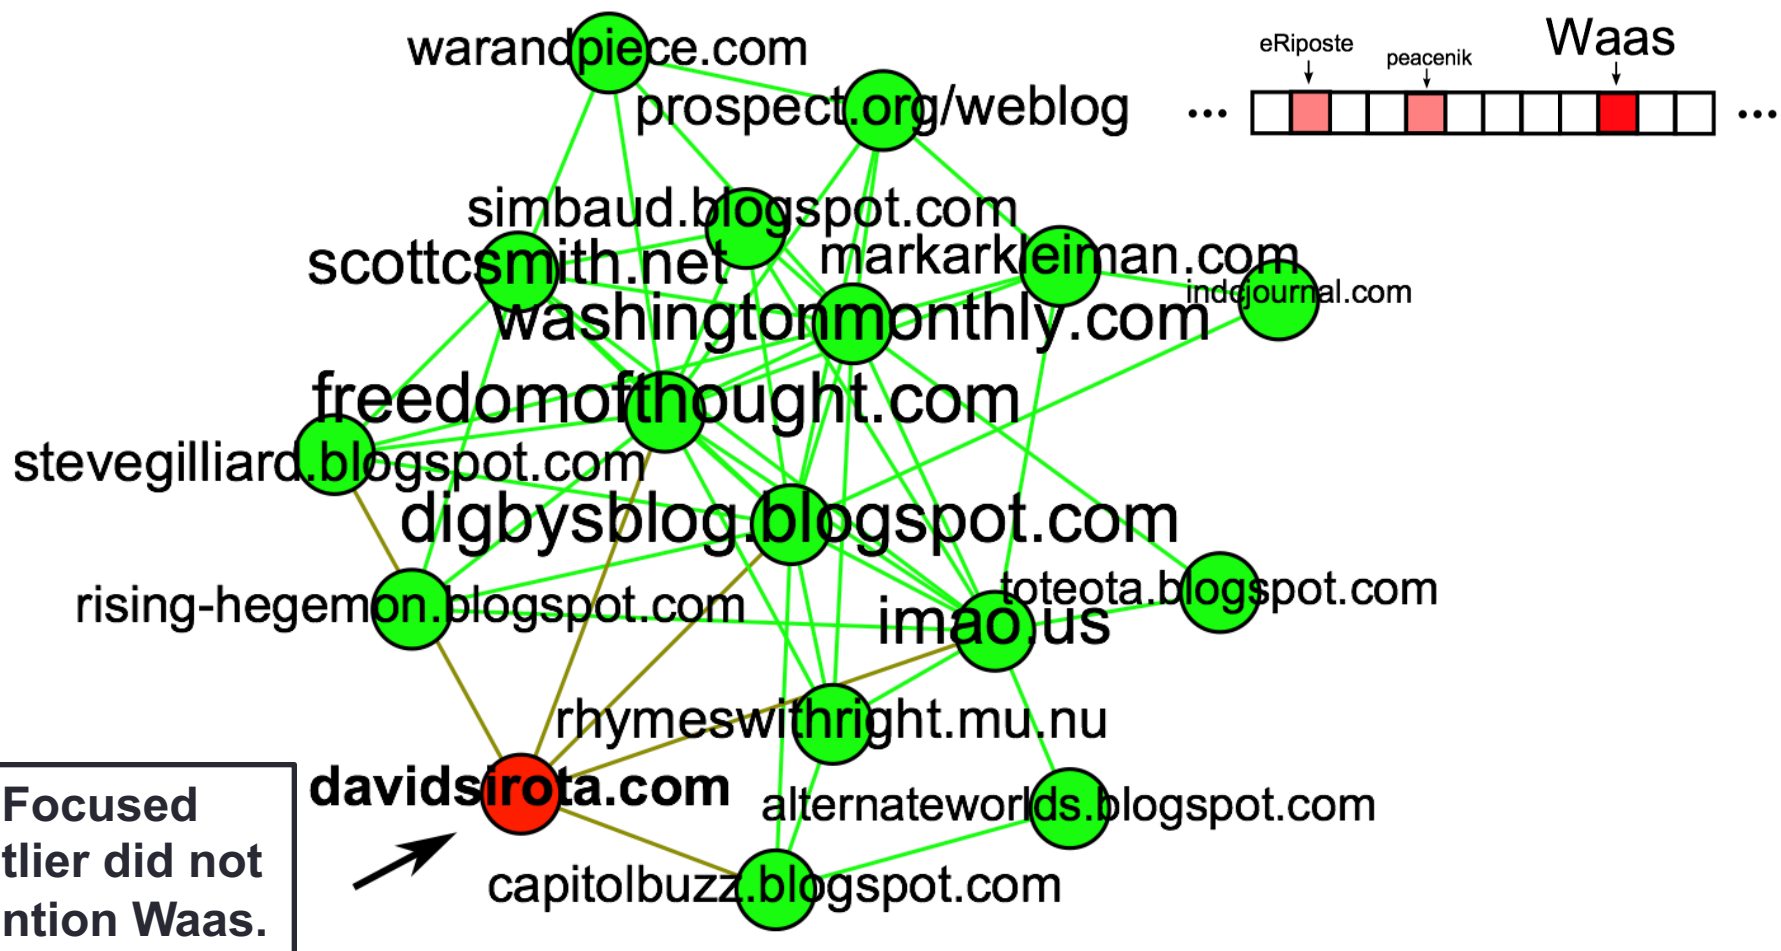 warandpiece.com
prospect.org/weblog
eRiposte
peacenik
Waas
...
...
simbaud.blogspot.com
scottcsmith.net
markarkleiman.com
indcjournal.com
washingtonmonthly.com
freedomofthought.com
stevegilliard.blogspot.com
digbysblog.blogspot.com
toteota.blogspot.com
rising-hegemon.blogspot.com
imao.us
rhymeswithright.mu.nu
davidsirota.com
alternateworlds.blogspot.com
capitolbuzz.blogspot.com
Focused
tlier did not
ntion Waas.